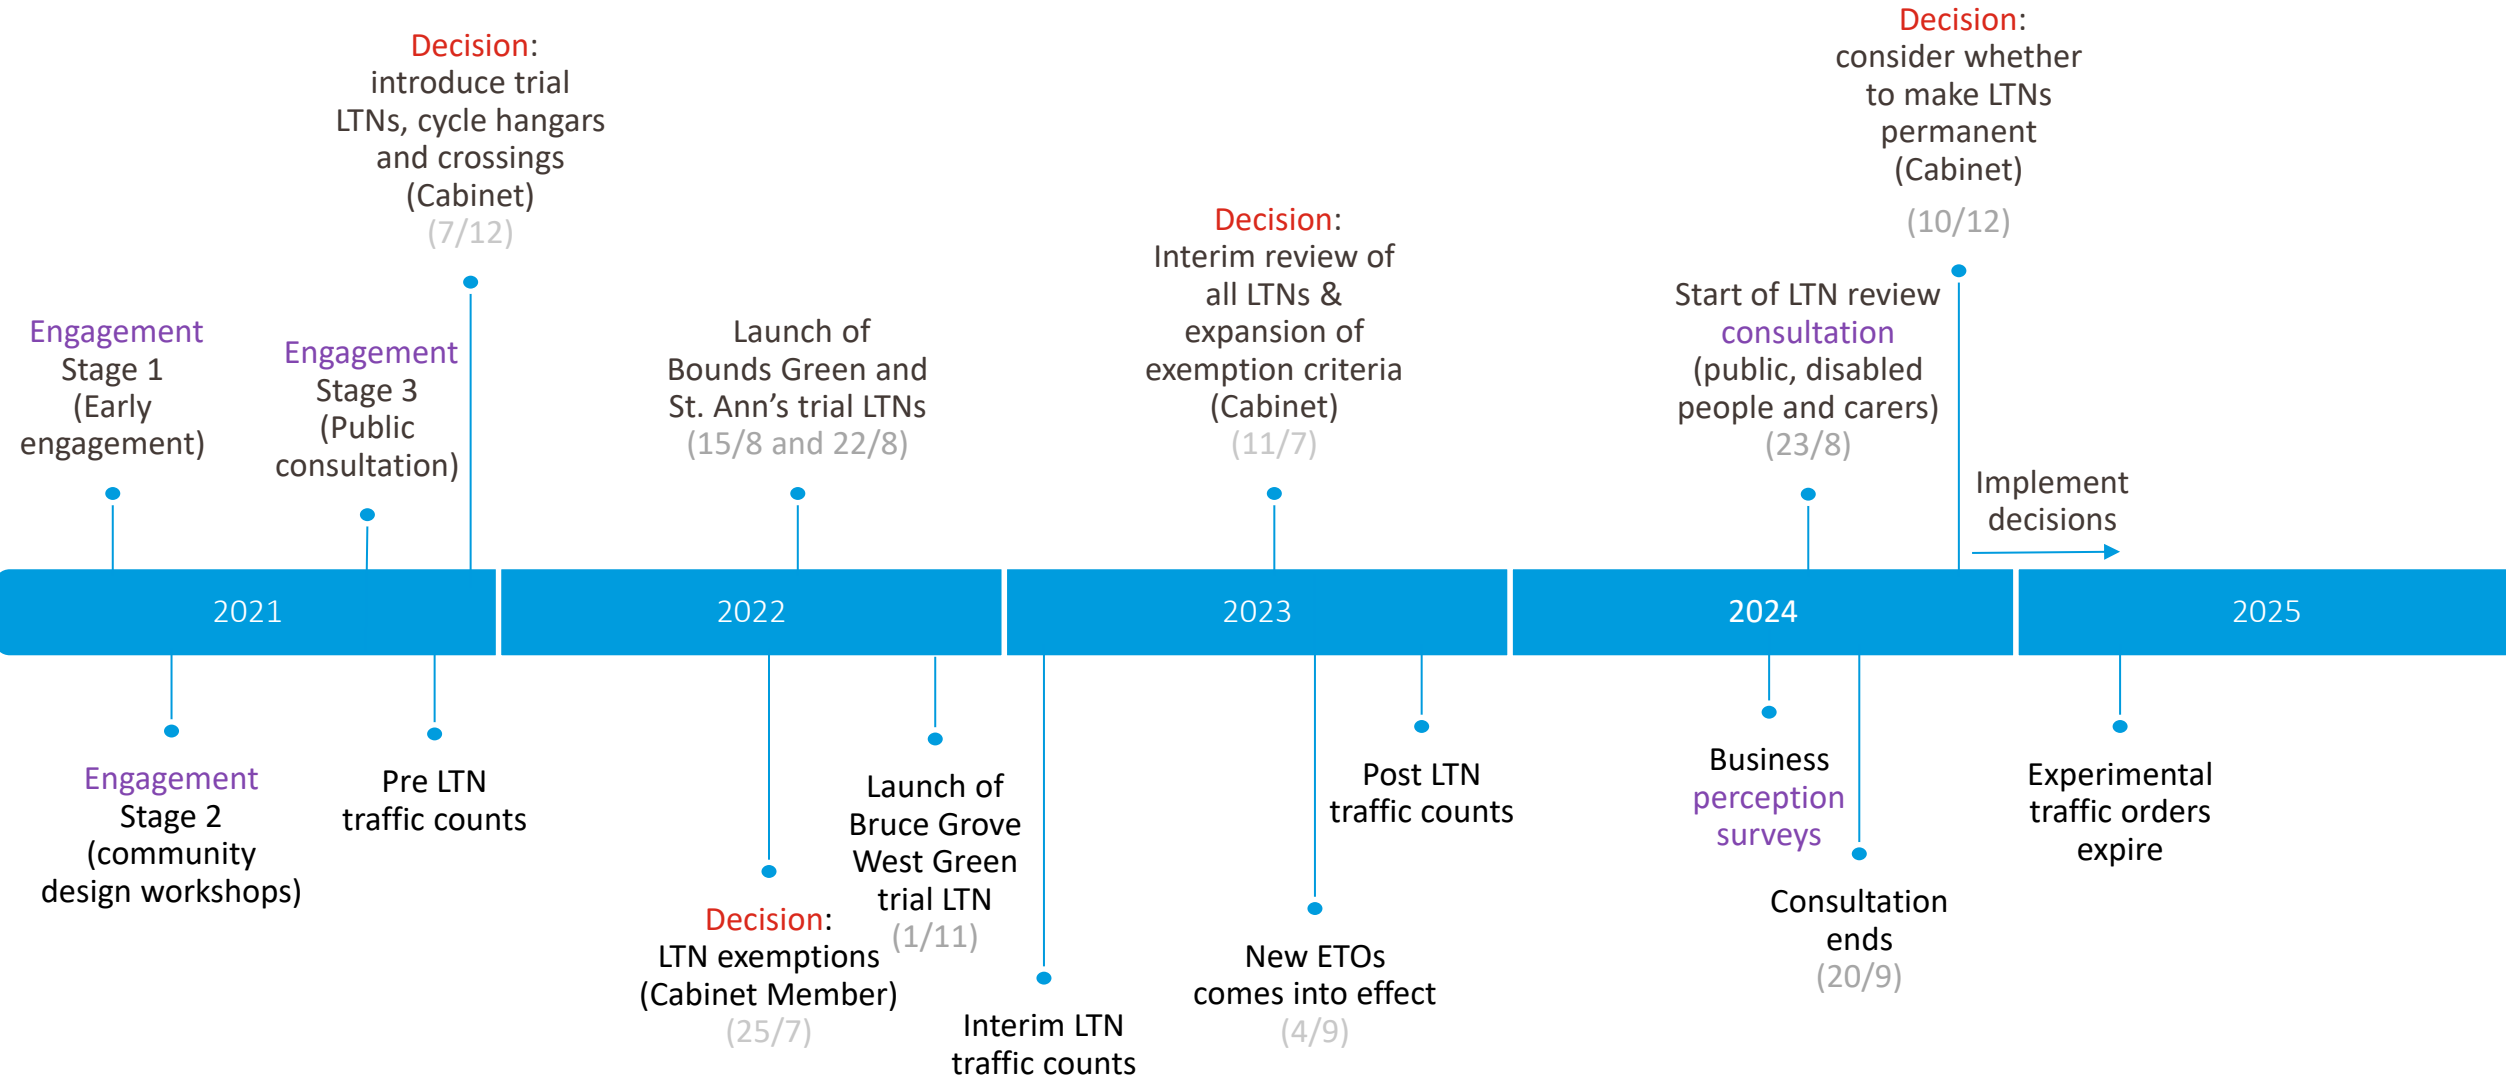 Decision:
introduce trial
LTNs, cycle hangars
and crossings
(Cabinet)
(7/12)
Decision:
consider whether
to make LTNs
permanent
(Cabinet)
(10/12)
Engagement
Stage 1
(Early
engagement)
Engagement
Stage 3
(Public
consultation)
Launch of
Bounds Green and
St. Ann’s trial LTNs
(15/8 and 22/8)
Decision:
Interim review of
all LTNs &
expansion of
exemption criteria
(Cabinet)
(11/7)
Start of LTN review
consultation
(public, disabled
people and carers)
(23/8)
Implement
decisions
2021
2022
2023
2024
2025
Engagement
Stage 2
(community
design workshops)
Pre LTN
traffic counts
Decision:
LTN exemptions
(Cabinet Member)
(25/7)
Launch of
Bruce Grove
West Green
trial LTN
(1/11)
Interim LTN
traffic counts
New ETOs
comes into effect
(4/9)
Post LTN
traffic counts
Business
perception
surveys
Consultation
ends
(20/9)
Experimental
traffic orders
expire